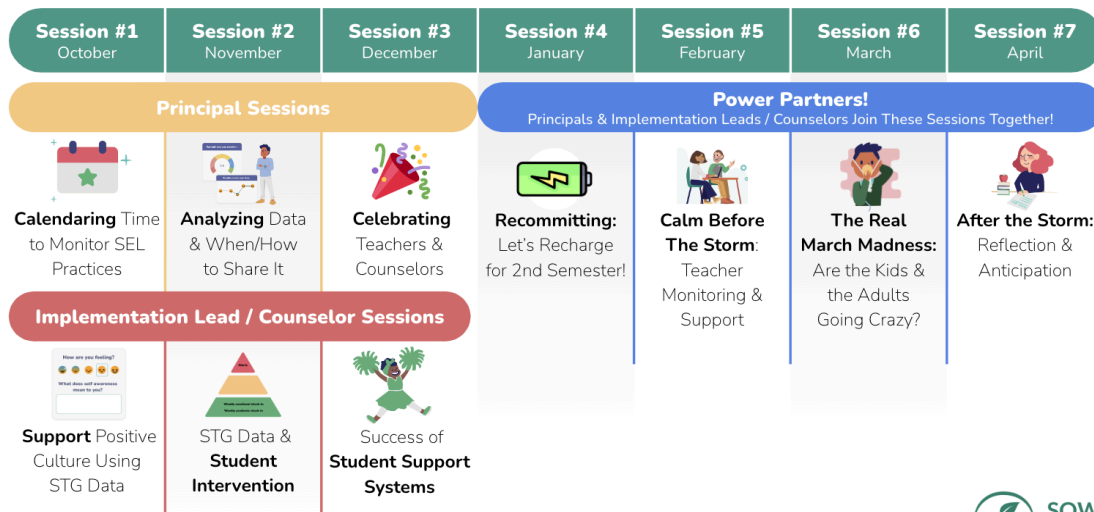 Session #1
October
Session #2
November
Session #3
December
Session #4
January
Session #5
February
Session #6
March
Session #7
April
Principal Sessions
Power Partners!
Principals & Implementation Leads / Counselors Join These Sessions Together!
Calendaring Time
to Monitor SEL
Practices
Analyzing Data
& When/How
to Share It
Celebrating
Teachers &
Counselors
Recommitting:
Let's Recharge
for 2nd Semester!
Calm Before
The Storm:
Teacher
Monitoring &
Support
The Real
March Madness:
Are the Kids &
the Adults
Going Crazy?
After the Storm:
Reflection &
Anticipation
Implementation Lead / Counselor Sessions
How are you feeling?
What does self awareness
mean to you?
Support Positive
Culture Using
STG Data
STG Data &
Student
Intervention
Success of
Student Support
Systems
SOW